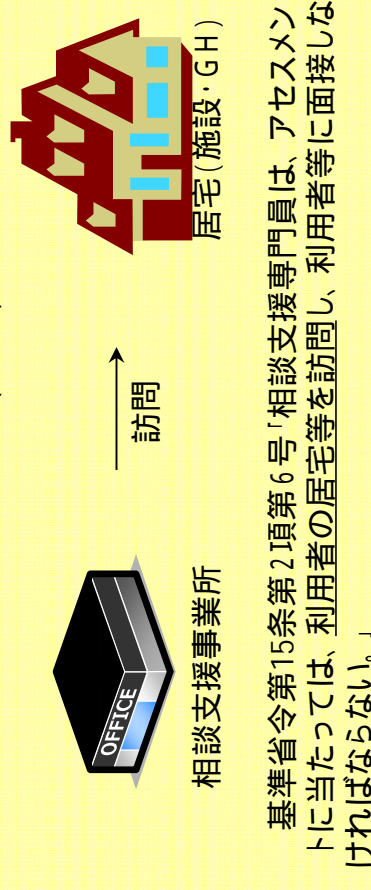 OFFICE
相談支援事業所
訪問
居宅(施設・GH)
基準省令第15条第2項第6号「相談支援専門員は、アセスメン
トに当たっては、利用者の居宅等を訪問し、利用者等に面接しな
ければならない。」